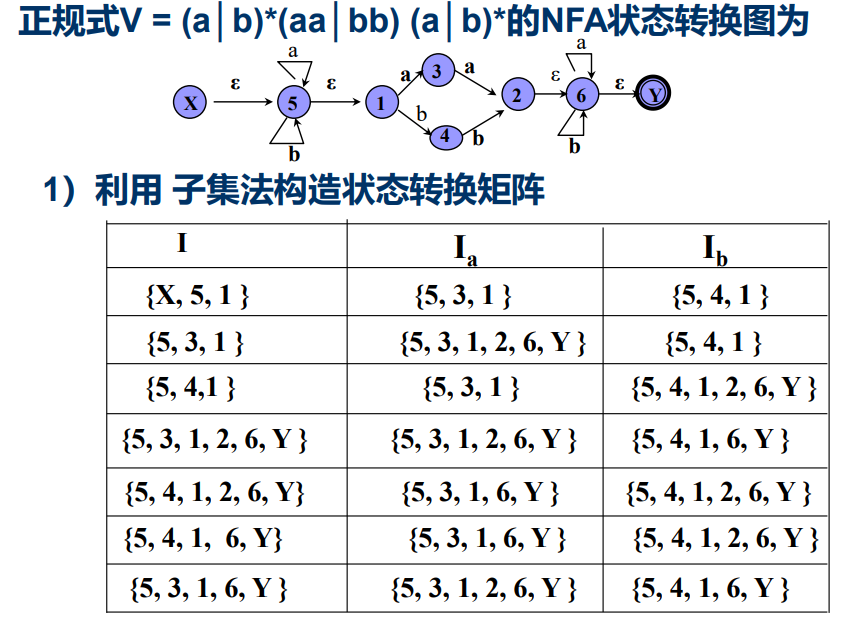 正规式V = (a│b)*(aa│bb) (a│b)*的NFA状态转换图为
a a
X ε 5 ε 1 a 3 a 2 ε 6 ε Y
b 4 b
b b
1）利用 子集法构造状态转换矩阵
I Ia Ib
{X, 5, 1 } {5, 3, 1 } {5, 4, 1 }
{5, 3, 1 } {5, 3, 1, 2, 6, Y } {5, 4, 1 }
{5, 4,1 } {5, 3, 1 } {5, 4, 1, 2, 6, Y }
{5, 3, 1, 2, 6, Y } {5, 3, 1, 2, 6, Y } {5, 4, 1, 6, Y }
{5, 4, 1, 2, 6, Y} {5, 3, 1, 6, Y } {5, 4, 1, 2, 6, Y }
{5, 4, 1, 6, Y} {5, 3, 1, 6, Y } {5, 4, 1, 2, 6, Y }
{5, 3, 1, 6, Y } {5, 3, 1, 2, 6, Y } {5, 4, 1, 6, Y }